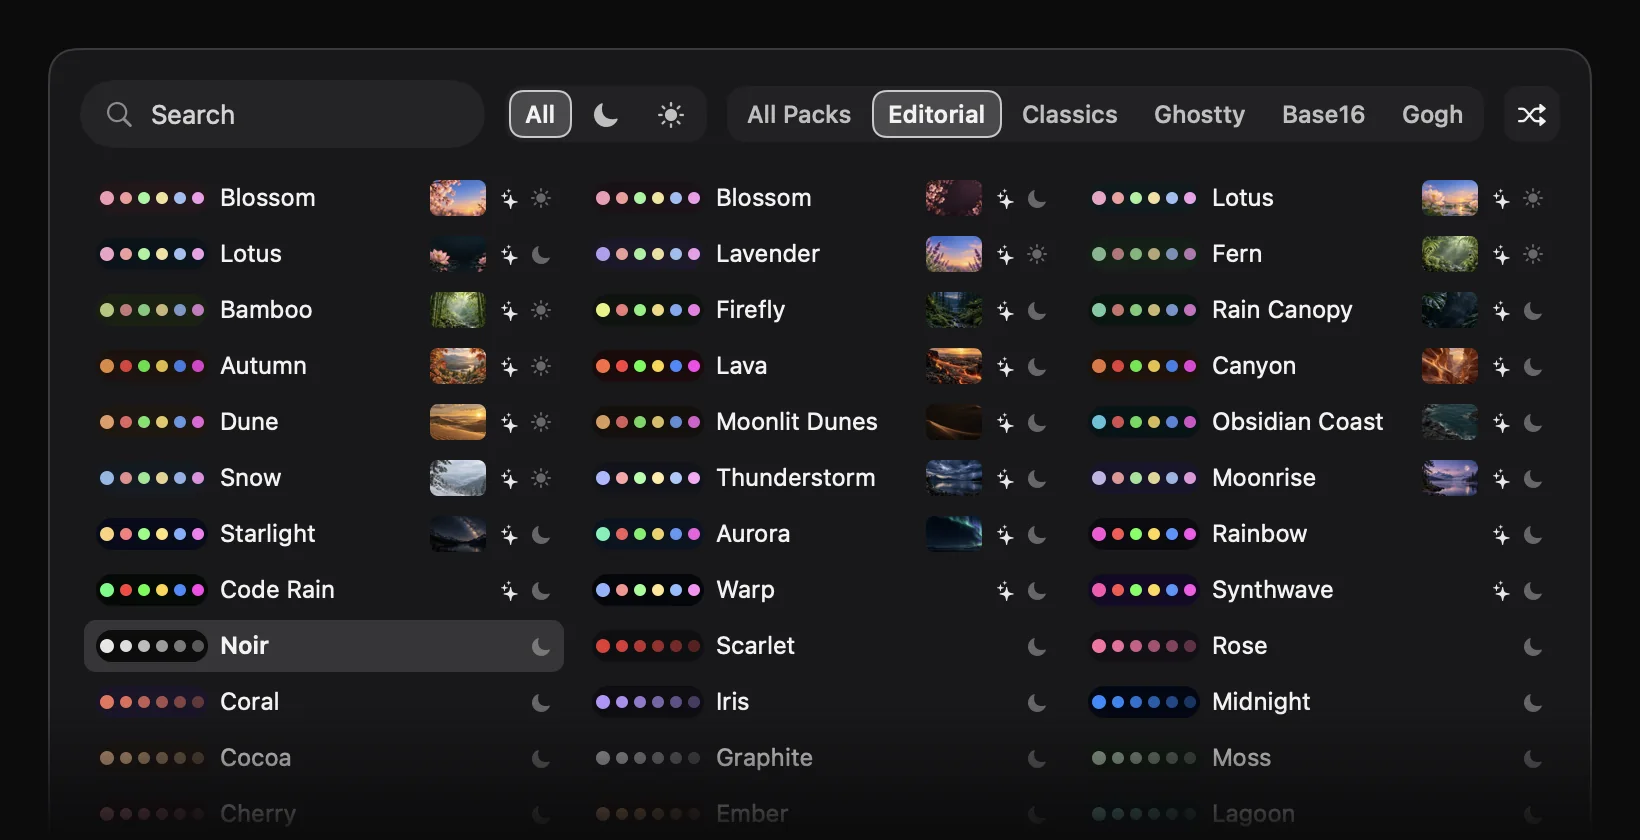 Search All All Packs Editorial Classics Ghostty Base16 Gogh
Blossom Blossom Lotus
Lotus Lavender Fern
Bamboo Firefly Rain Canopy
Autumn Lava Canyon
Dune Moonlit Dunes Obsidian Coast
Snow Thunderstorm Moonrise
Starlight Aurora Rainbow
Code Rain Warp Synthwave
Noir Scarlet Rose
Coral Iris Midnight
Cocoa Graphite Moss
Cherry Ember Lagoon